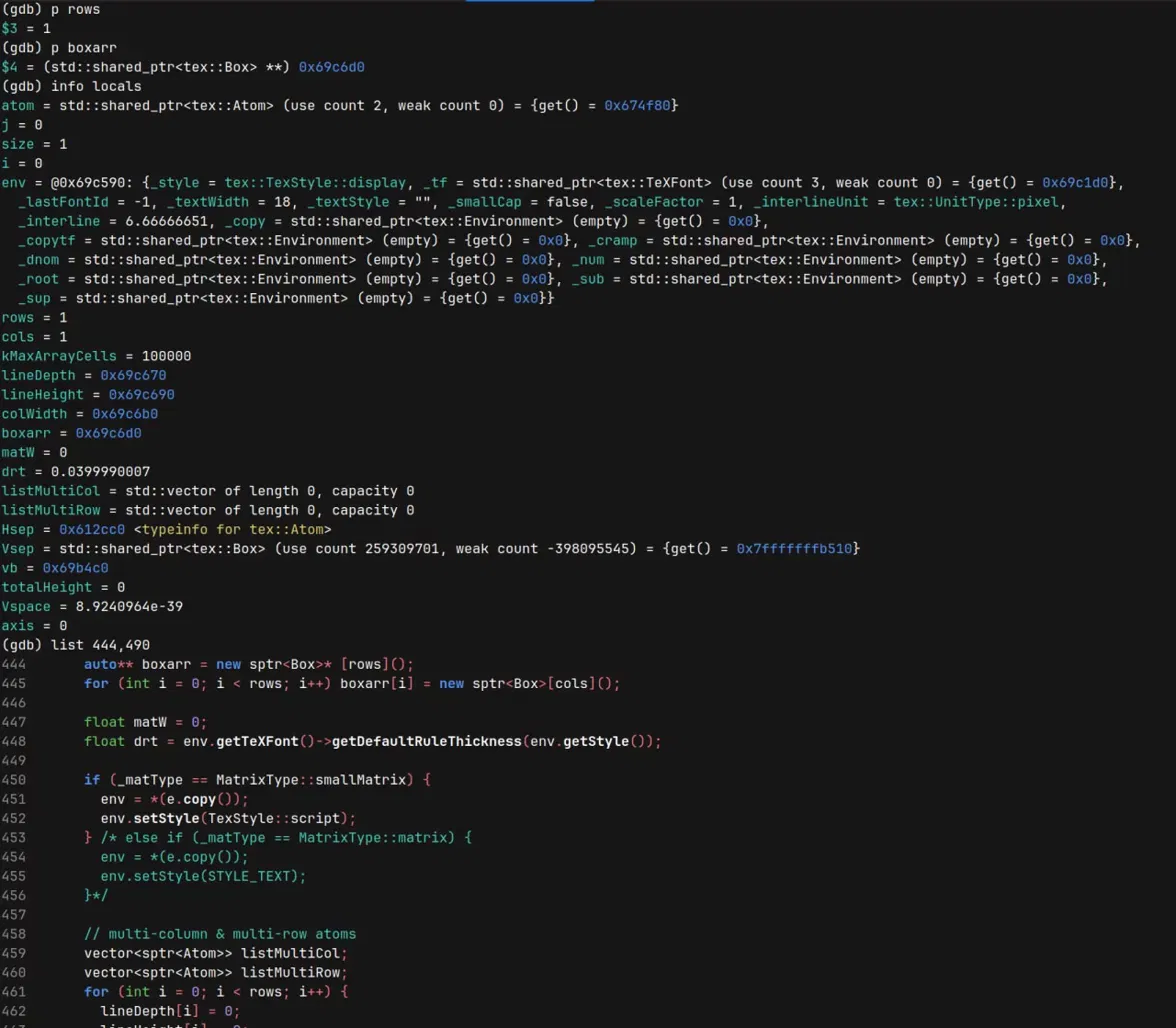 (gdb) p rows
$3 = 1
(gdb) p boxarr
$4 = (std::shared_ptr<tex::Box> **) 0x69c6d0
(gdb) info locals
atom = std::shared_ptr<tex::Atom> (use count 2, weak count 0) = {get() = 0x674f80}
j = 0
size = 1
i = 0
env = @0x69c590: {_style = tex::TexStyle::display, _tf = std::shared_ptr<tex::TeXFont> (use count 3, weak count 0) = {get() = 0x69c1d0},
  _lastFontId = -1, _textWidth = 18, _textStyle = "", _smallCap = false, _scaleFactor = 1, _interlineUnit = tex::UnitType::pixel,
  _interline = 6.66666651, _copy = std::shared_ptr<tex::Environment> (empty) = {get() = 0x0},
  _copytf = std::shared_ptr<tex::Environment> (empty) = {get() = 0x0}, _cramp = std::shared_ptr<tex::Environment> (empty) = {get() = 0x0},
  _dnom = std::shared_ptr<tex::Environment> (empty) = {get() = 0x0}, _num = std::shared_ptr<tex::Environment> (empty) = {get() = 0x0},
  _root = std::shared_ptr<tex::Environment> (empty) = {get() = 0x0}, _sub = std::shared_ptr<tex::Environment> (empty) = {get() = 0x0},
  _sup = std::shared_ptr<tex::Environment> (empty) = {get() = 0x0}}
rows = 1
cols = 1
kMaxArrayCells = 100000
lineDepth = 0x69c670
lineHeight = 0x69c690
colWidth = 0x69c6b0
boxarr = 0x69c6d0
matW = 0
drt = 0.0399990007
listMultiCol = std::vector of length 0, capacity 0
listMultiRow = std::vector of length 0, capacity 0
Hsep = 0x612cc0 <typeinfo for tex::Atom>
Vsep = std::shared_ptr<tex::Box> (use count 259309701, weak count -398095545) = {get() = 0x7fffffffb510}
vb = 0x69b4c0
totalHeight = 0
Vspace = 8.9240964e-39
axis = 0
(gdb) list 444,490
444       auto** boxarr = new sptr<Box>* [rows]();
445       for (int i = 0; i < rows; i++) boxarr[i] = new sptr<Box>[cols]();
446
447       float matW = 0;
448       float drt = env.getTeXFont()->getDefaultRuleThickness(env.getStyle());
449
450       if (_matType == MatrixType::smallMatrix) {
451         env = *(e.copy());
452         env.setStyle(TexStyle::script);
453       } /* else if (_matType == MatrixType::matrix) {
454         env = *(e.copy());
455         env.setStyle(STYLE_TEXT);
456       }*/
457
458       // multi-column & multi-row atoms
459       vector<sptr<Atom>> listMultiCol;
460       vector<sptr<Atom>> listMultiRow;
461       for (int i = 0; i < rows; i++) {
462         lineDepth[i] = 0;